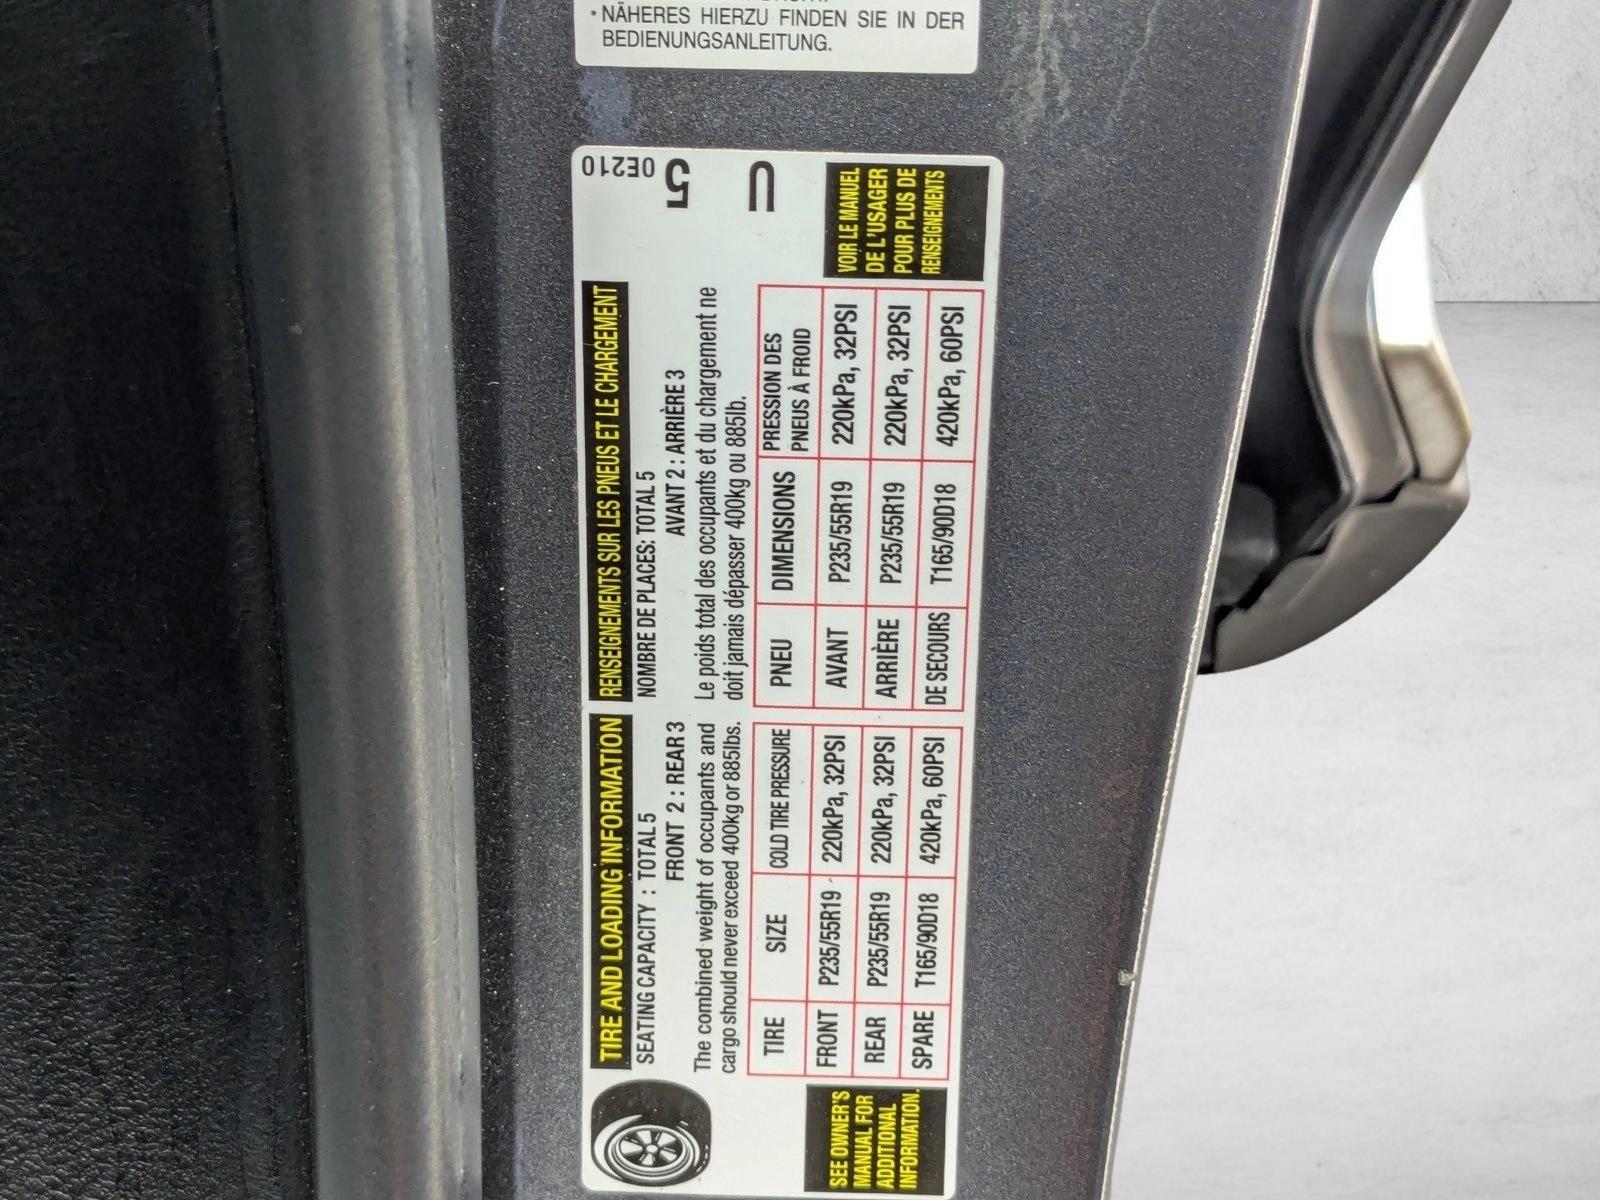 • NÄHERES HIERZU FINDEN SIE IN DER
BEDIENUNGSANLEITUNG.
TIRE AND LOADING INFORMATION
SEATING CAPACITY : TOTAL 5
FRONT 2 : REAR 3
The combined weight of occupants and
cargo should never exceed 400kg or 885lbs.
TIRE SIZE COLD TIRE PRESSURE
FRONT P235/55R19 220kPa, 32PSI
REAR P235/55R19 220kPa, 32PSI
SPARE T165/90D18 420kPa, 60PSI
SEE OWNER'S
MANUAL FOR
ADDITIONAL
INFORMATION.
RENSEIGNEMENTS SUR LES PNEUS ET LE CHARGEMENT
NOMBRE DE PLACES: TOTAL 5
AVANT 2 : ARRIÈRE 3
Le poids total des occupants et du chargement ne
doit jamais dépasser 400kg ou 885lb.
PNEU DIMENSIONS PRESSION DES
PNEUS À FROID
AVANT P235/55R19 220kPa, 32PSI
ARRIÈRE P235/55R19 220kPa, 32PSI
DE SECOURS T165/90D18 420kPa, 60PSI
VOIR LE MANUEL
DE L'USAGER
POUR PLUS DE
RENSEIGNEMENTS
0E210
5
U